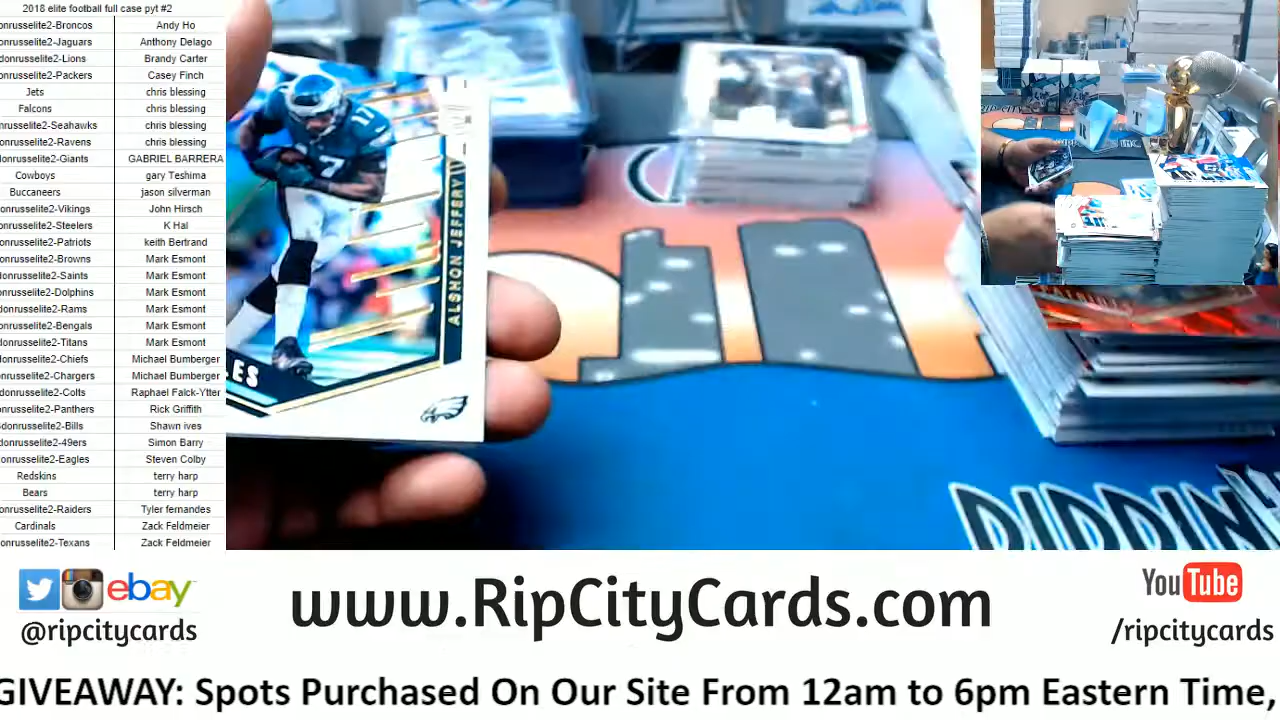 2018 elite football full case pyt #2
onrusselite2-Broncos Andy Ho
onrusselite2-Jaguars Anthony Delago
donrusselite2-Lions Brandy Carter
onrusselite2-Packers Casey Finch
Jets chris blessing
Falcons chris blessing
nrusselite2-Seahawks chris blessing
onrusselite2-Ravens chris blessing
onrusselite2-Giants GABRIEL BARRERA
Cowboys gary Teshima
Buccaneers jason silverman
onrusselite2-Vikings John Hirsch
onrusselite2-Steelers K Hal
onrusselite2-Patriots keith Bertrand
onrusselite2-Browns Mark Esmont
onrusselite2-Saints Mark Esmont
onrusselite2-Dolphins Mark Esmont
onrusselite2-Rams Mark Esmont
onrusselite2-Bengals Mark Esmont
onrusselite2-Titans Mark Esmont
onrusselite2-Chiefs Michael Bumberger
nrusselite2-Chargers Michael Bumberger
donrusselite2-Colts Raphael Falck-Ytter
nrusselite2-Panthers Rick Griffith
donrusselite2-Bills Shawn ives
donrusselite2-49ers Simon Barry
onrusselite2-Eagles Steven Colby
Redskins terry harp
Bears terry harp
onrusselite2-Raiders Tyler fernandes
Cardinals Zack Feldmeier
onrusselite2-Texans Zack Feldmeier
17
ALSHON JEFFERY
LES
R T
ebay
@ripcitycards
www.RipCityCards.com
YouTube
/ripcitycards
GIVEAWAY: Spots Purchased On Our Site From 12am to 6pm Eastern Time,